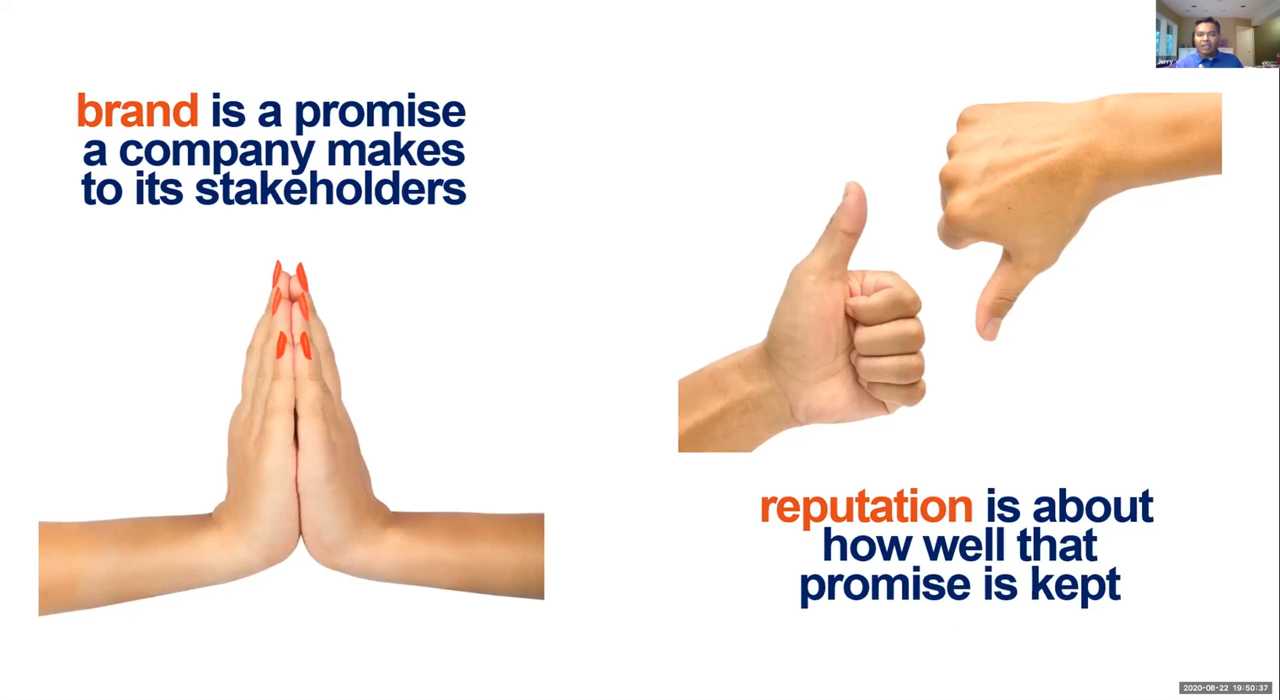 brand is a promise
a company makes
to its stakeholders
reputation is about
how well that
promise is kept
Jerry
2020-08-22 19:50:37